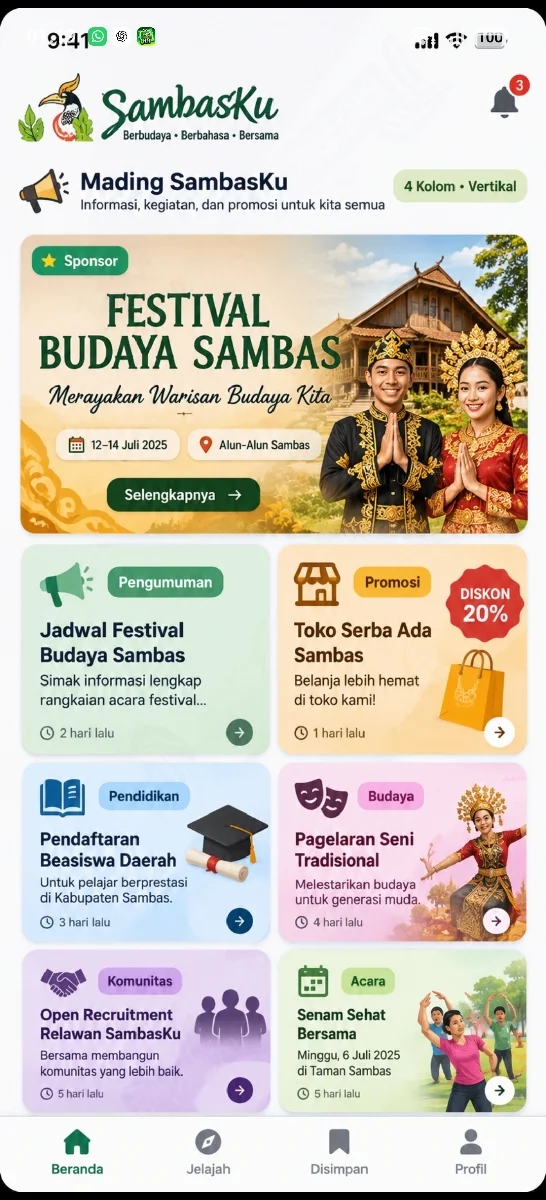 9:41
100
SambasKu
Berbudaya • Berbahasa • Bersama
3
Mading SambasKu
Informasi, kegiatan, dan promosi untuk kita semua
4 Kolom • Vertikal
Sponsor
FESTIVAL
BUDAYA SAMBAS
Merayakan Warisan Budaya Kita
12–14 Juli 2025
Alun-Alun Sambas
Selengkapnya →
Pengumuman
Jadwal Festival
Budaya Sambas
Simak informasi lengkap
rangkaian acara festival...
2 hari lalu
Promosi
DISKON
20%
Toko Serba Ada
Sambas
Belanja lebih hemat
di toko kami!
1 hari lalu
Pendidikan
Pendaftaran
Beasiswa Daerah
Untuk pelajar berprestasi
di Kabupaten Sambas.
3 hari lalu
Budaya
Pagelaran Seni
Tradisional
Melestarikan budaya
untuk generasi muda.
4 hari lalu
Komunitas
Open Recruitment
Relawan SambasKu
Bersama membangun
komunitas yang lebih baik.
5 hari lalu
Acara
Senam Sehat
Bersama
Minggu, 6 Juli 2025
di Taman Sambas
5 hari lalu
Beranda
Jelajah
Disimpan
Profil